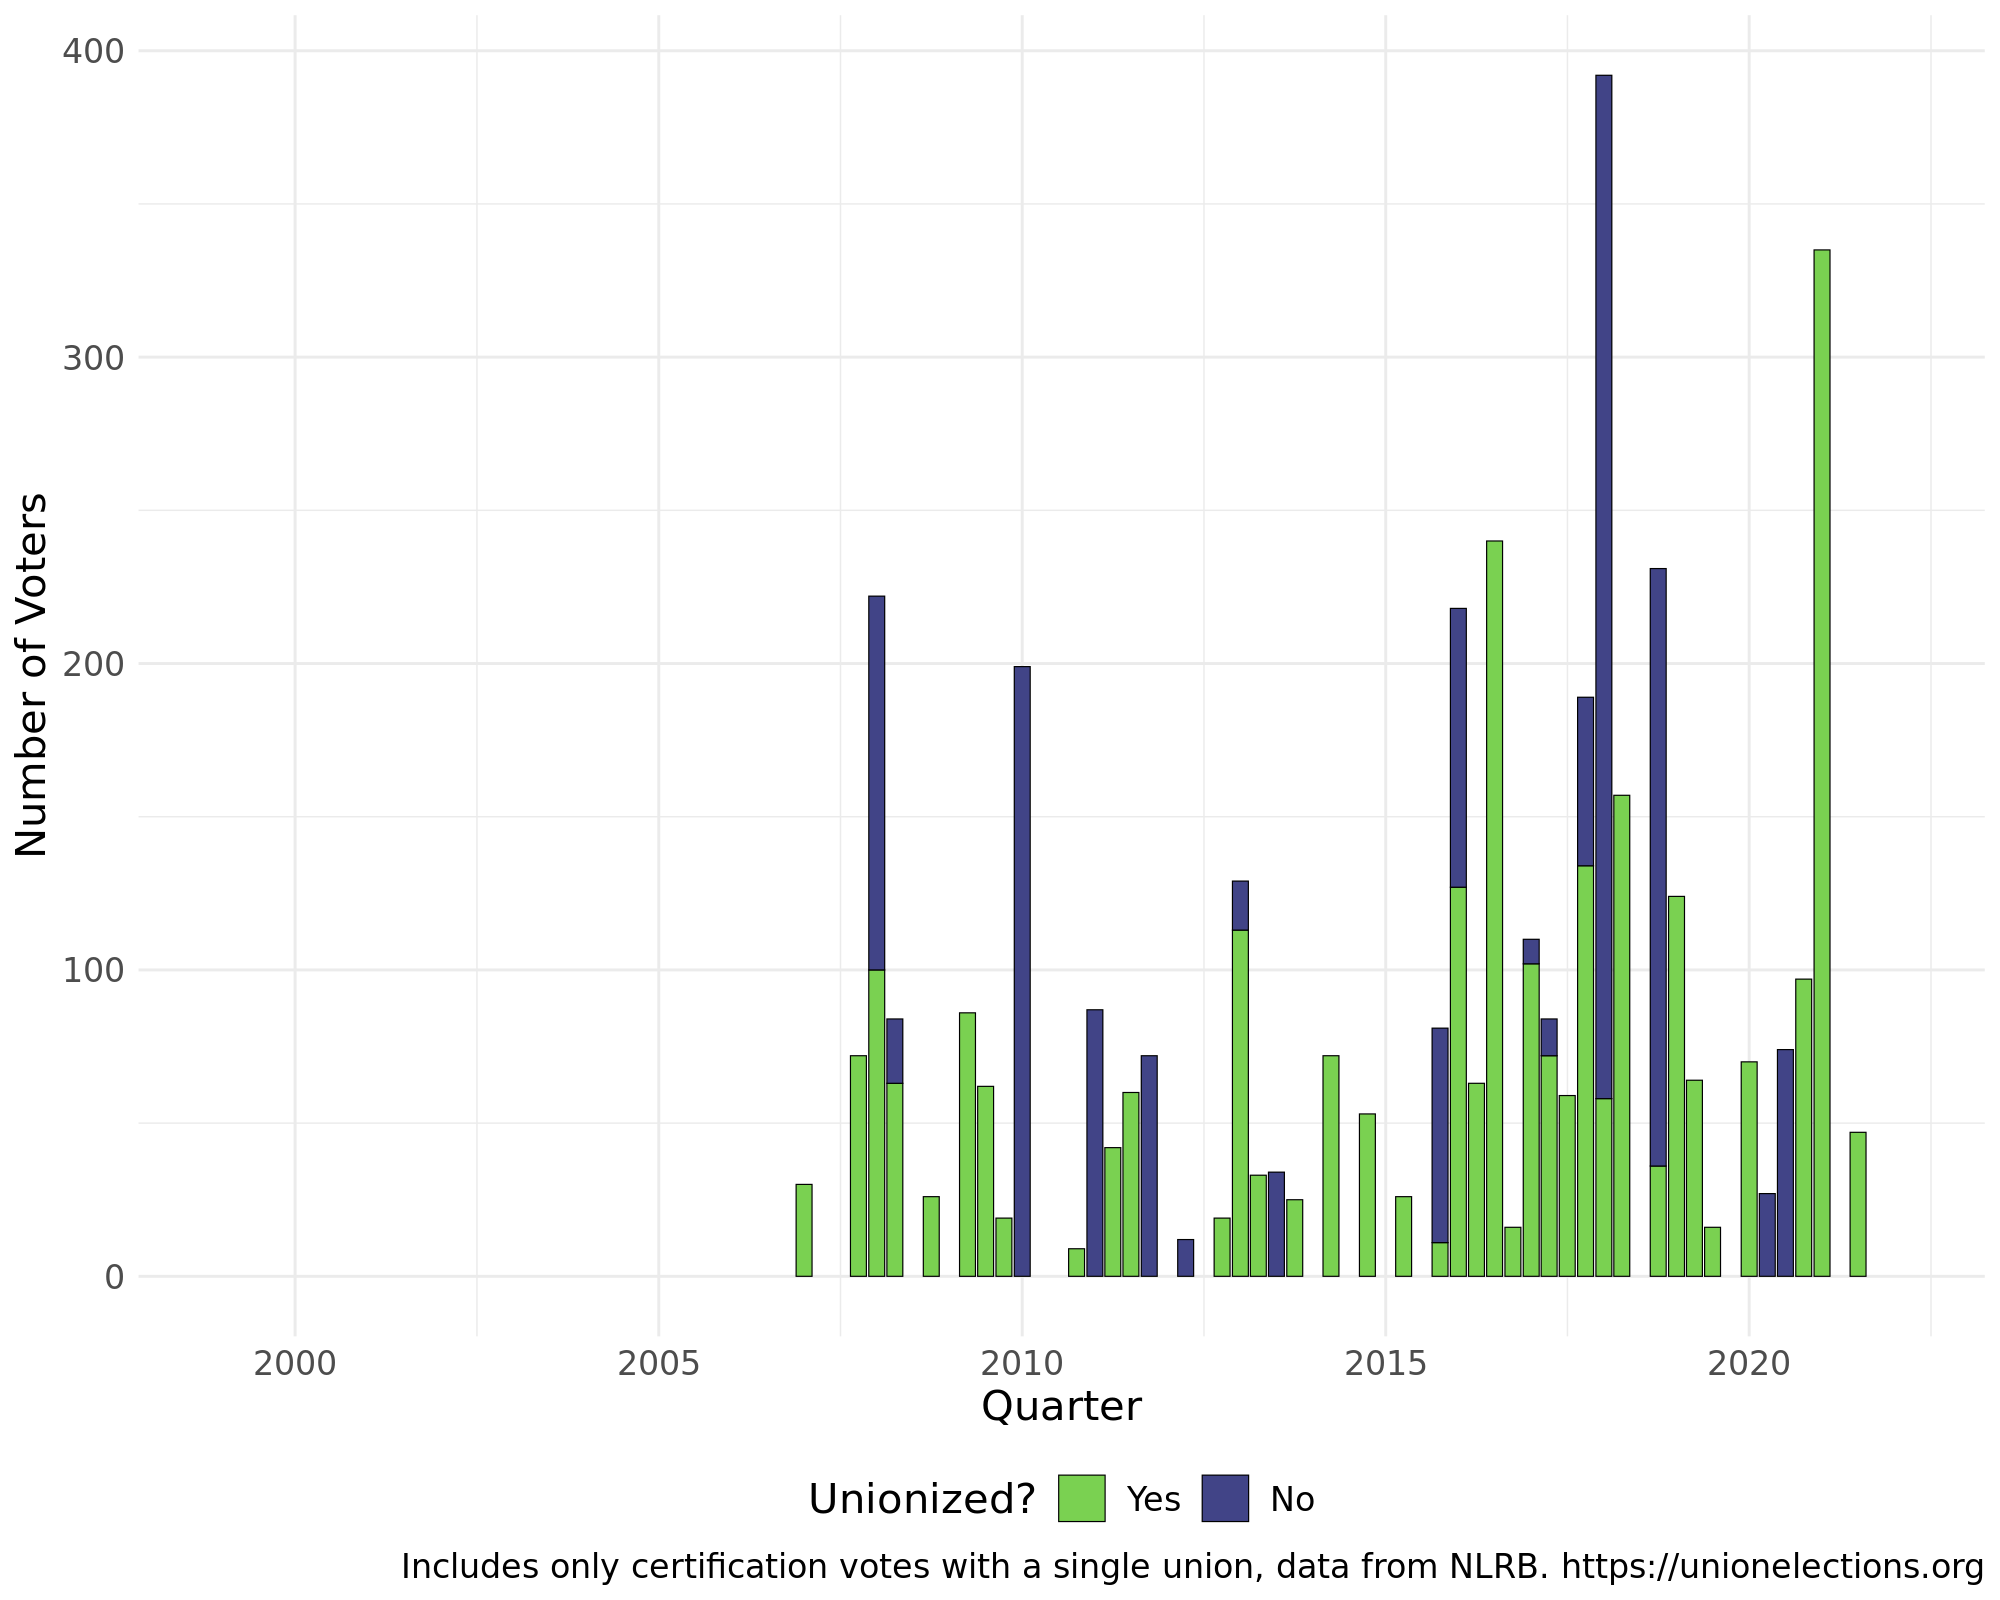 400
300
200
100
0
Number of Voters
2000 2005 2010 2015 2020
Quarter
Unionized? Yes No
Includes only certification votes with a single union, data from NLRB. https://unionelections.org